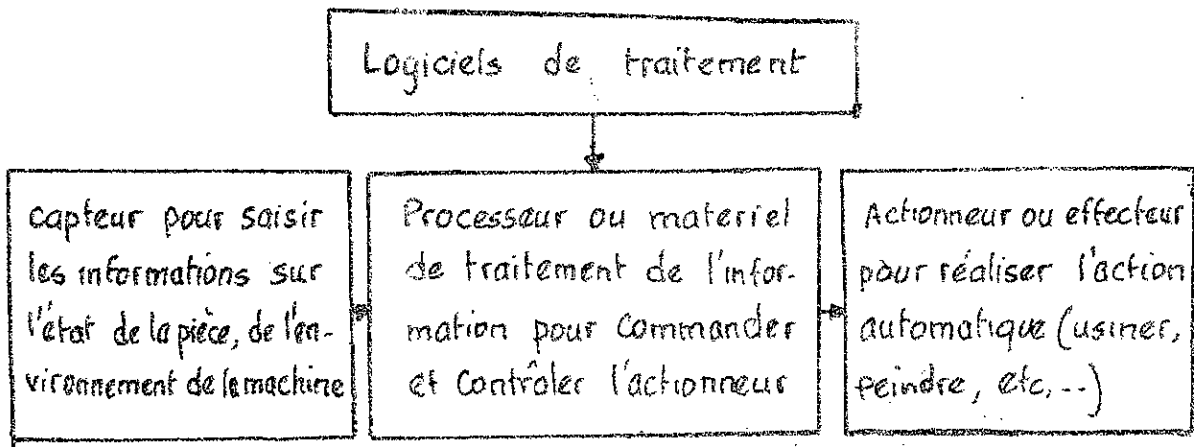 Logiciels de traitement
capteur pour saisir
les informations sur
l'état de la pièce, de l'en-
vironnement de la machine
Processeur ou materiel
de traitement de l'infor-
mation pour Commander
et Contrôler l'actionneur
Actionneur ou effecteur
pour réaliser l'action
automatique (usiner,
peindre, etc,--)